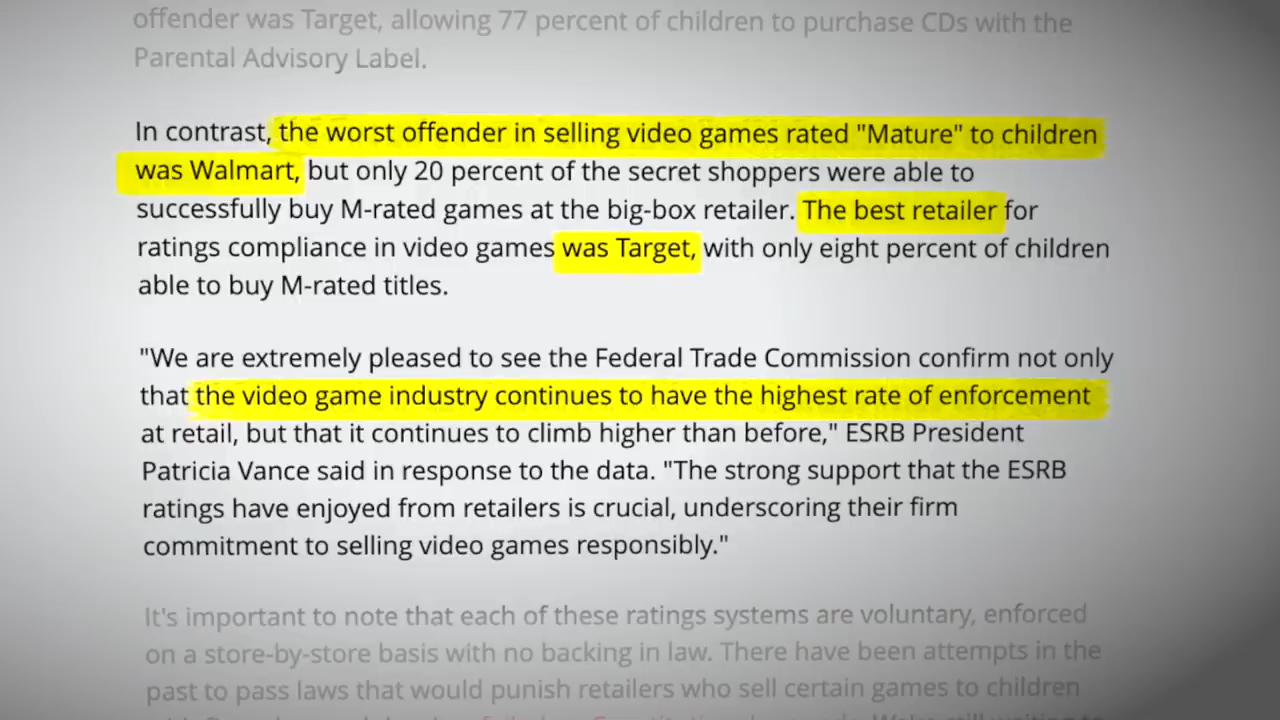 offender was Target, allowing 77 percent of children to purchase CDs with the
Parental Advisory Label.
In contrast, the worst offender in selling video games rated "Mature" to children
was Walmart, but only 20 percent of the secret shoppers were able to
successfully buy M-rated games at the big-box retailer. The best retailer for
ratings compliance in video games was Target, with only eight percent of children
able to buy M-rated titles.
"We are extremely pleased to see the Federal Trade Commission confirm not only
that the video game industry continues to have the highest rate of enforcement
at retail, but that it continues to climb higher than before," ESRB President
Patricia Vance said in response to the data. "The strong support that the ESRB
ratings have enjoyed from retailers is crucial, underscoring their firm
commitment to selling video games responsibly."
It's important to note that each of these ratings systems are voluntary, enforced
on a store-by-store basis with no backing in law. There have been attempts in the
past to pass laws that would punish retailers who sell certain games to children